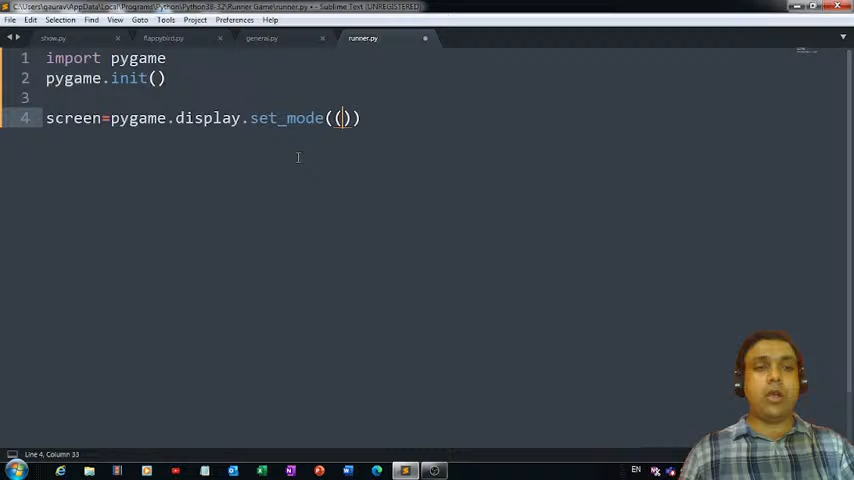 C:\Users\gaurav\AppData\Local\Programs\Python\Python38-32\Runner Game\runner.py • - Sublime Text (UNREGISTERED)
File Edit Selection Find View Goto Tools Project Preferences Help
show.py flappybird.py general.py runner.py
1 import pygame
2 pygame.init()
3
4 screen=pygame.display.set_mode(())
Line 4, Column 33
EN